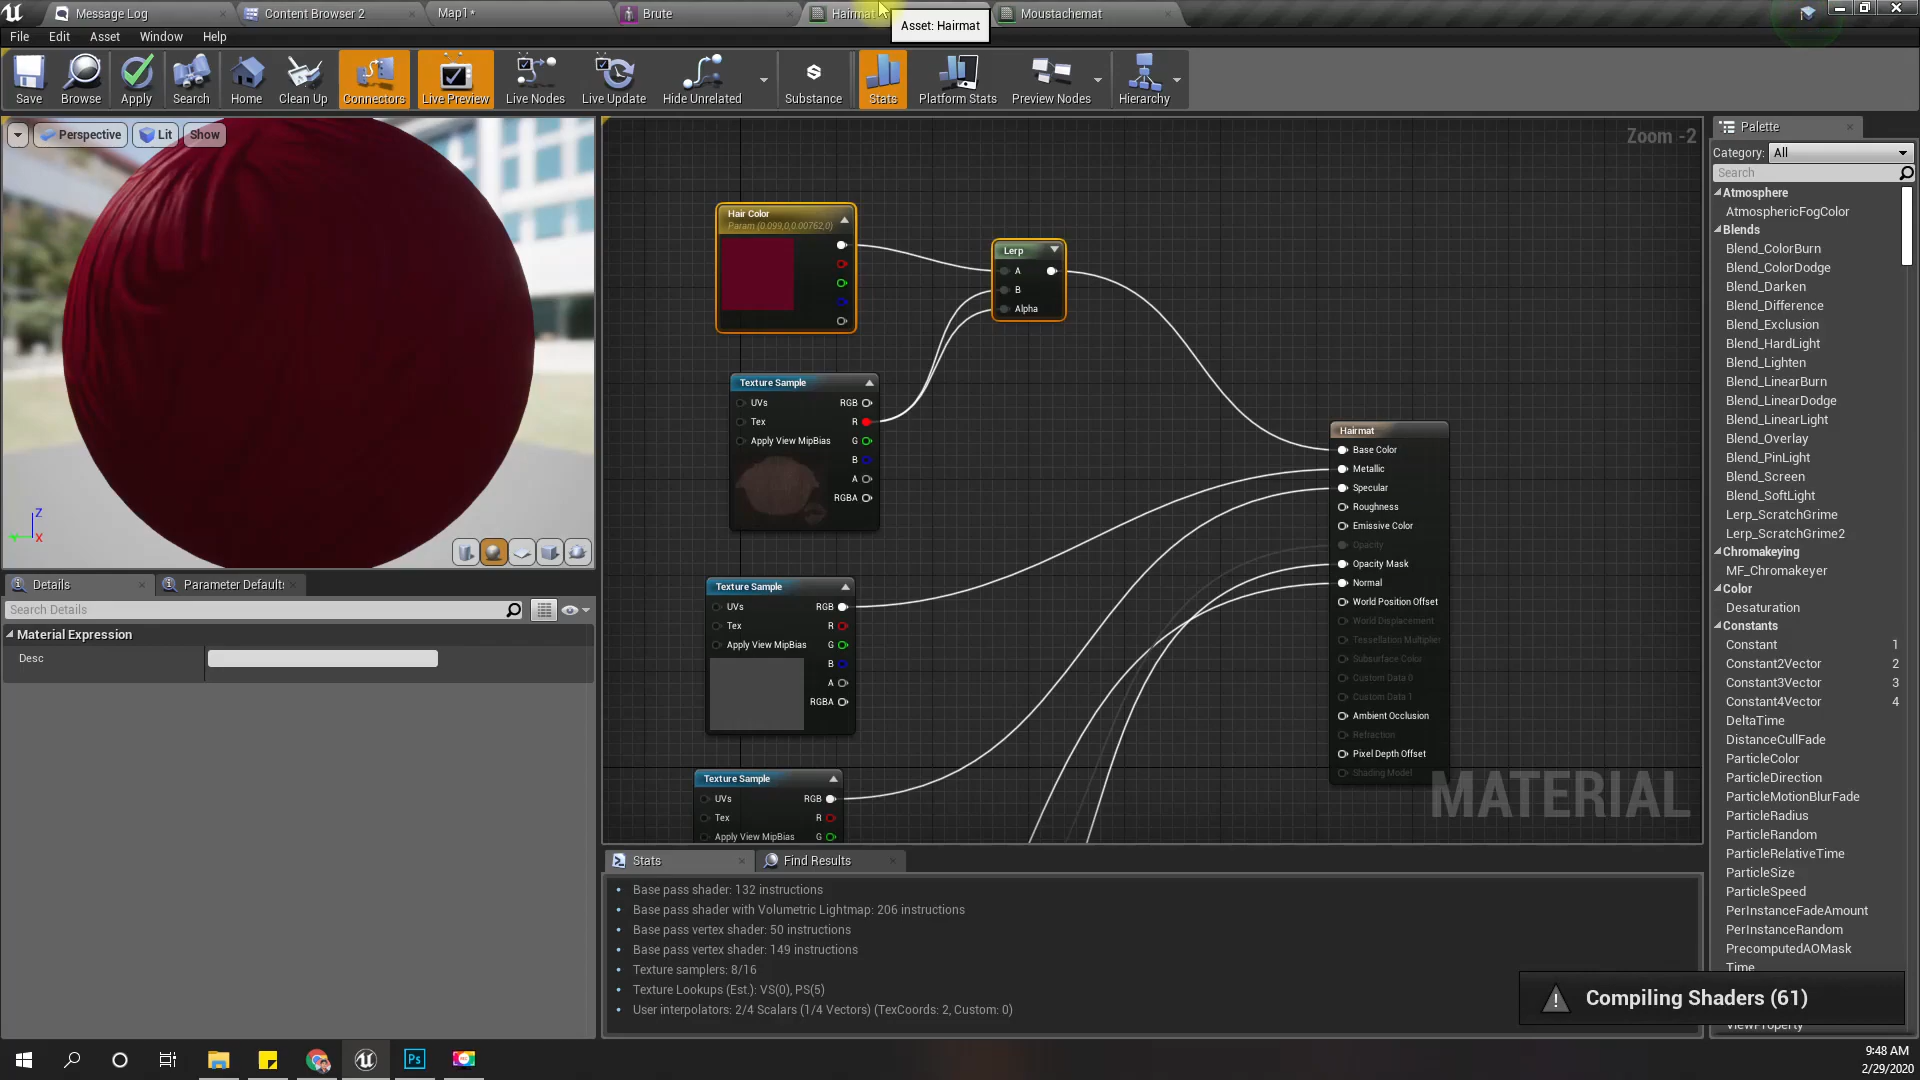 Message Log
Content Browser 2
Map1*
Brute
Hairmat
Moustachemat
Asset: Hairmat
File
Edit
Asset
Window
Help
Save
Browse
Apply
Search
Home
Clean Up
Connectors
Live Preview
Live Nodes
Live Update
Hide Unrelated
Substance
Stats
Platform Stats
Preview Nodes
Hierarchy
Perspective
Lit
Show
Z
X
Details
Parameter Defaults
Search Details
Material Expression
Desc
Zoom -2
Hair Color
Param (0.099,0,0.00762,0)
Lerp
A
B
Alpha
Texture Sample
UVs
RGB
Tex
R
Apply View MipBias
G
B
A
RGBA
Texture Sample
UVs
RGB
Tex
R
Apply View MipBias
G
B
A
RGBA
Texture Sample
UVs
RGB
Tex
R
Apply View MipBias
G
Hairmat
Base Color
Metallic
Specular
Roughness
Emissive Color
Opacity
Opacity Mask
Normal
World Position Offset
World Displacement
Tessellation Multiplier
Subsurface Color
Custom Data 0
Custom Data 1
Ambient Occlusion
Refraction
Pixel Depth Offset
Shading Model
MATERIAL
Stats
Find Results
Base pass shader: 132 instructions
Base pass shader with Volumetric Lightmap: 206 instructions
Base pass vertex shader: 50 instructions
Base pass vertex shader: 149 instructions
Texture samplers: 8/16
Texture Lookups (Est.): VS(0), PS(5)
User interpolators: 2/4 Scalars (1/4 Vectors) (TexCoords: 2, Custom: 0)
Palette
Category:
All
Search
Atmosphere
AtmosphericFogColor
Blends
Blend_ColorBurn
Blend_ColorDodge
Blend_Darken
Blend_Difference
Blend_Exclusion
Blend_HardLight
Blend_Lighten
Blend_LinearBurn
Blend_LinearDodge
Blend_LinearLight
Blend_Overlay
Blend_PinLight
Blend_Screen
Blend_SoftLight
Lerp_ScratchGrime
Lerp_ScratchGrime2
Chromakeying
MF_Chromakeyer
Color
Desaturation
Constants
Constant 1
Constant2Vector 2
Constant3Vector 3
Constant4Vector 4
DeltaTime
DistanceCullFade
ParticleColor
ParticleDirection
ParticleMotionBlurFade
ParticleRadius
ParticleRandom
ParticleRelativeTime
ParticleSize
ParticleSpeed
PerInstanceFadeAmount
PerInstanceRandom
PrecomputedAOMask
Time
ViewProperty
Compiling Shaders (61)
Ps
9:48 AM
2/29/2020